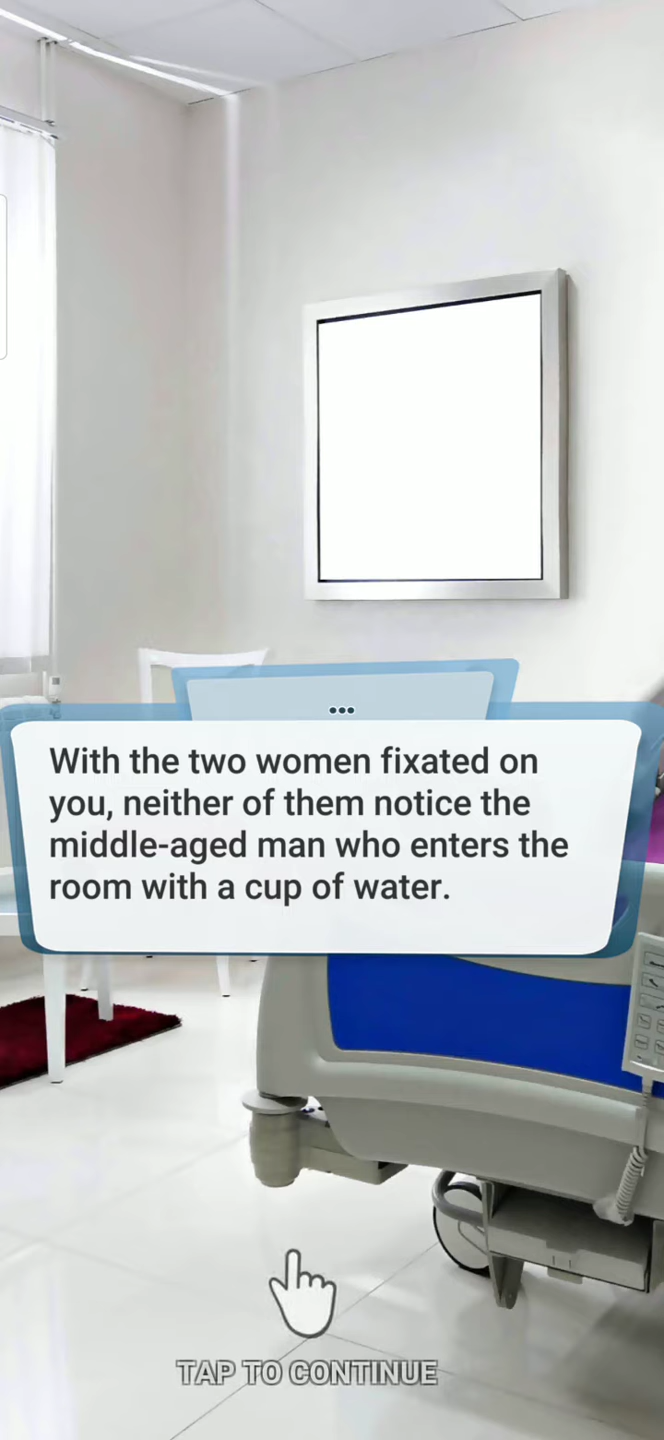 •••
With the two women fixated on
you, neither of them notice the
middle-aged man who enters the
room with a cup of water.
TAP TO CONTINUE